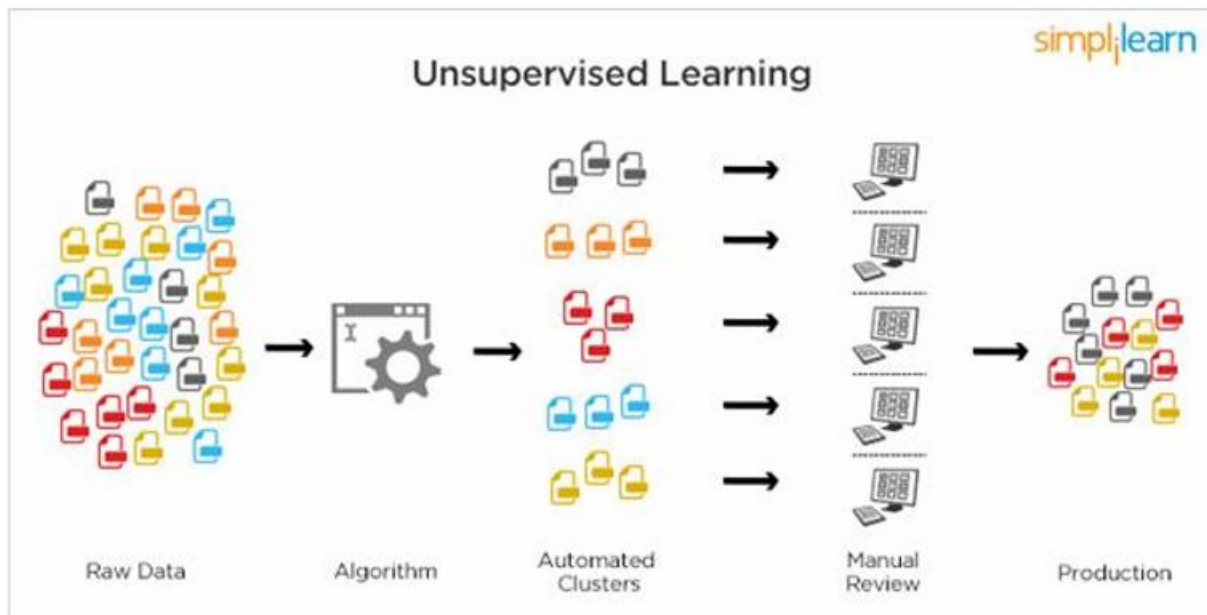 simplilearn
Unsupervised Learning
Raw Data
Algorithm
Automated
Clusters
Manual
Review
Production